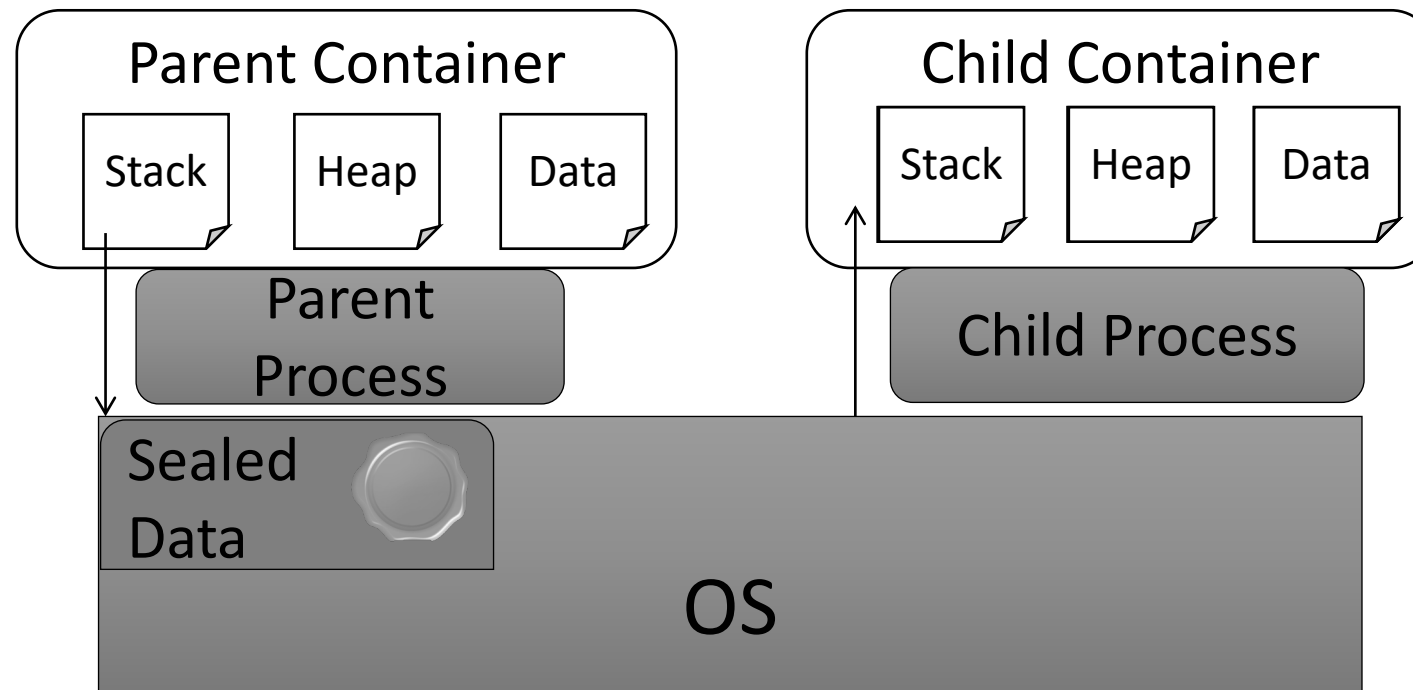 Parent Container
Child Container
Stack
Heap
Data
Stack
Heap
Data
Parent
Process
Child Process
Sealed
Data
OS